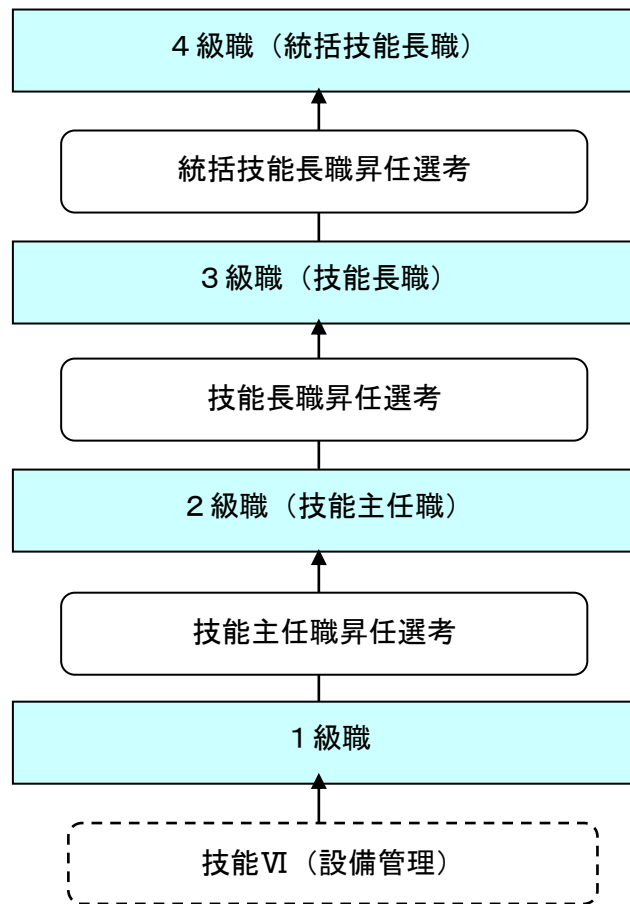 ４級職（統括技能長職）
統括技能長職昇任選考
３級職（技能長職）
技能長職昇任選考
２級職（技能主任職）
技能主任職昇任選考
１級職
技能Ⅵ（設備管理）